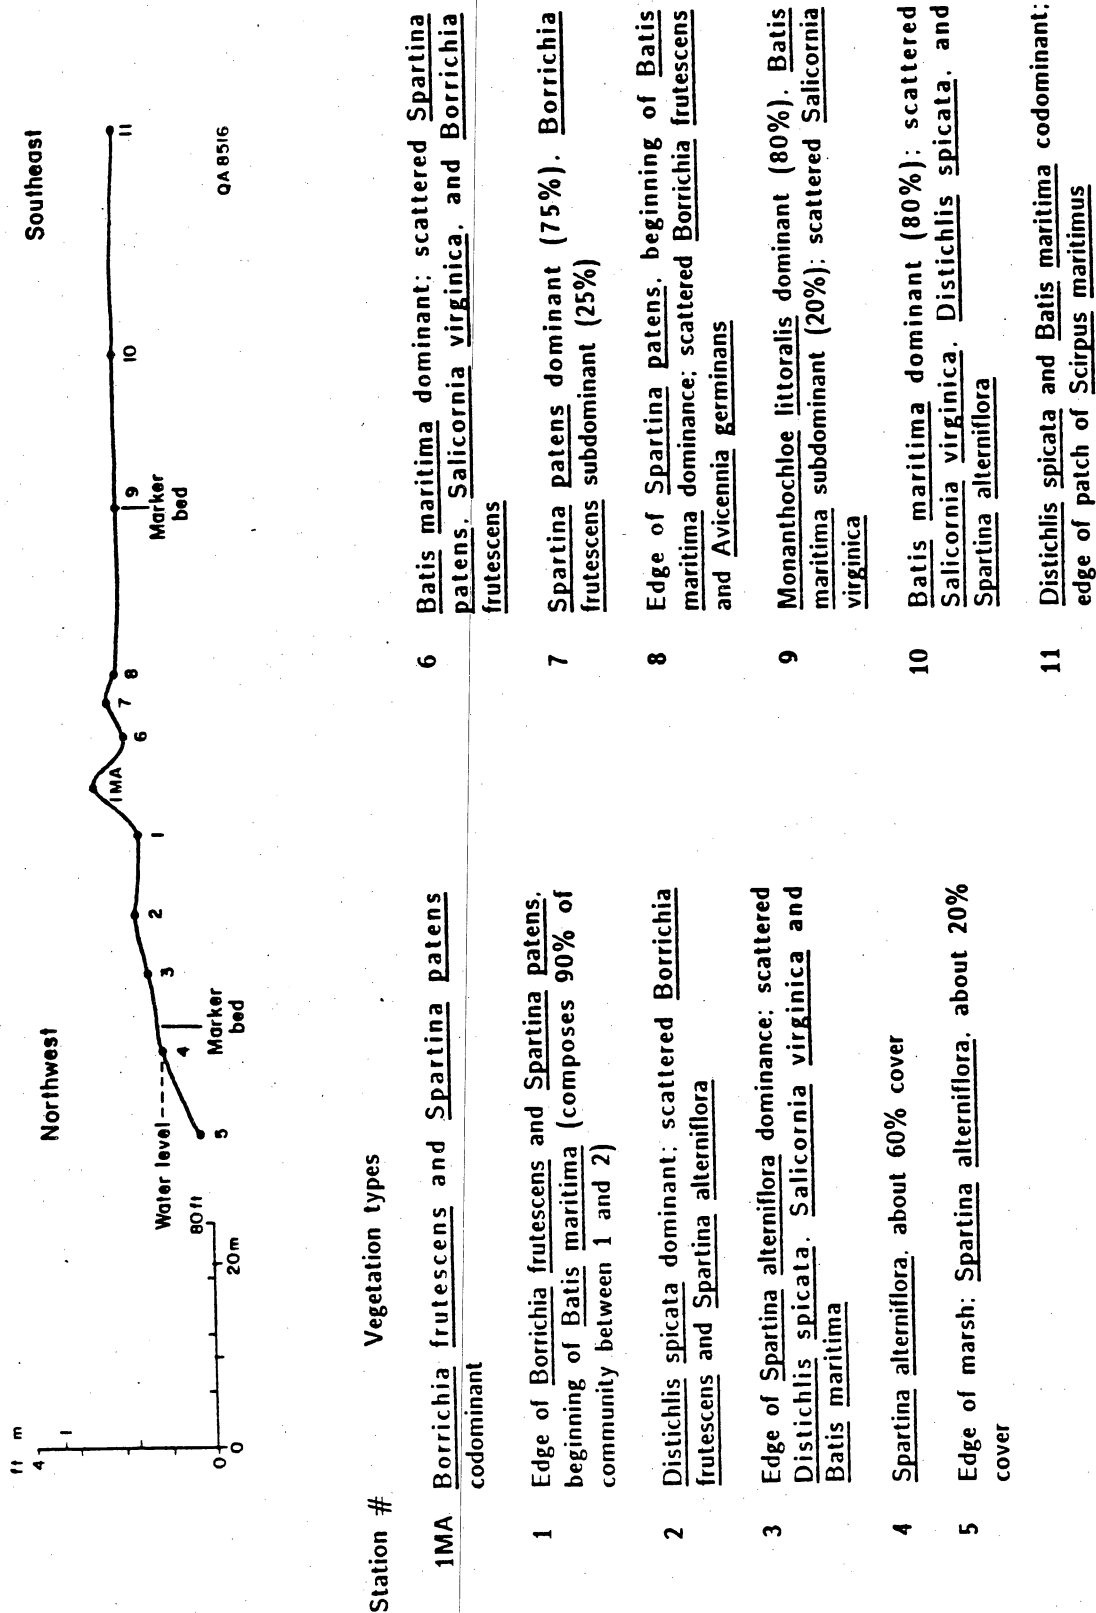 Northwest
Southeast
ft m
4
1
0
0
20m
80 ft
Water level
5
4
Marker
bed
3
2
1
1MA
6
7
8
9
Marker
bed
10
11
QA8516
Station # Vegetation types
1MA Borrichia frutescens and Spartina patens
codominant
1 Edge of Borrichia frutescens and Spartina patens,
beginning of Batis maritima (composes 90% of
community between 1 and 2)
2 Distichlis spicata dominant; scattered Borrichia
frutescens and Spartina alterniflora
3 Edge of Spartina alterniflora dominance; scattered
Distichlis spicata, Salicornia virginica and
Batis maritima
4 Spartina alterniflora, about 60% cover
5 Edge of marsh; Spartina alterniflora, about 20%
cover
6 Batis maritima dominant; scattered Spartina
patens, Salicornia virginica, and Borrichia
frutescens
7 Spartina patens dominant (75%), Borrichia
frutescens subdominant (25%)
8 Edge of Spartina patens, beginning of Batis
maritima dominance; scattered Borrichia frutescens
and Avicennia germinans
9 Monanthochloe littoralis dominant (80%), Batis
maritima subdominant (20%); scattered Salicornia
virginica
10 Batis maritima dominant (80%); scattered
Salicornia virginica, Distichlis spicata, and
Spartina alterniflora
11 Distichlis spicata and Batis maritima codominant;
edge of patch of Scirpus maritimus